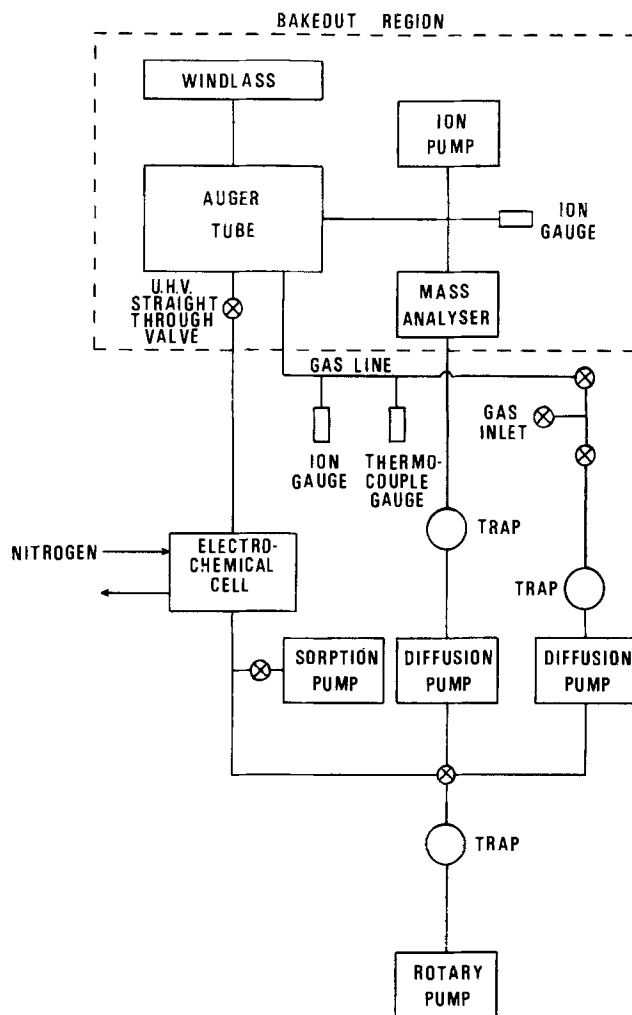 BAKEOUT REGION
WINDLASS
ION
PUMP
AUGER
TUBE
ION
GAUGE
U.H.V.
STRAIGHT
THROUGH
VALVE
MASS
ANALYSER
GAS LINE
GAS
INLET
ION
GAUGE
THERMO-
COUPLE
GAUGE
TRAP
NITROGEN
ELECTRO-
CHEMICAL
CELL
TRAP
SORPTION
PUMP
DIFFUSION
PUMP
DIFFUSION
PUMP
TRAP
ROTARY
PUMP